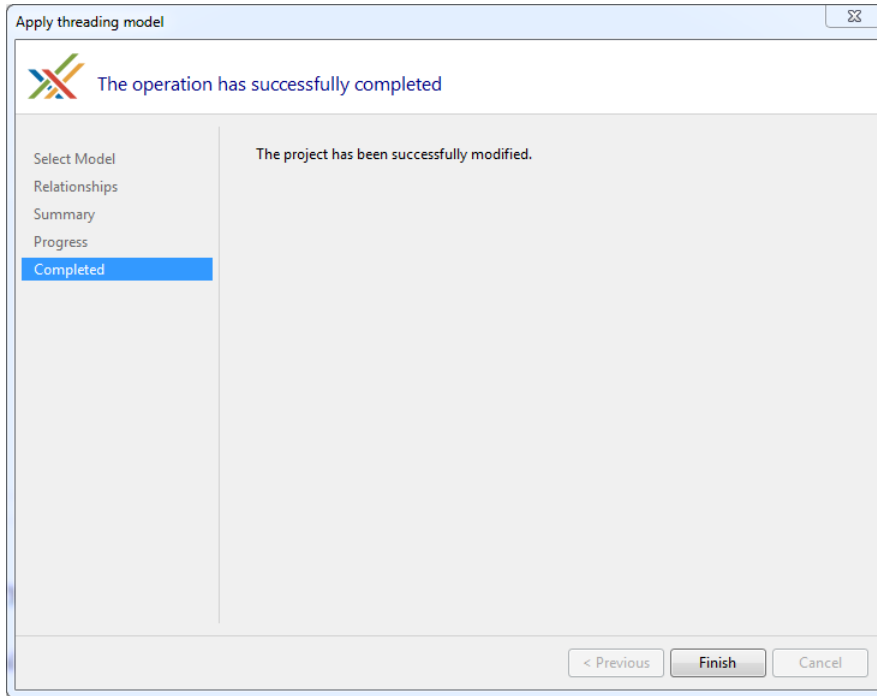 Apply threading model
The operation has successfully completed
Select Model
Relationships
Summary
Progress
Completed
The project has been successfully modified.
< Previous
Finish
Cancel